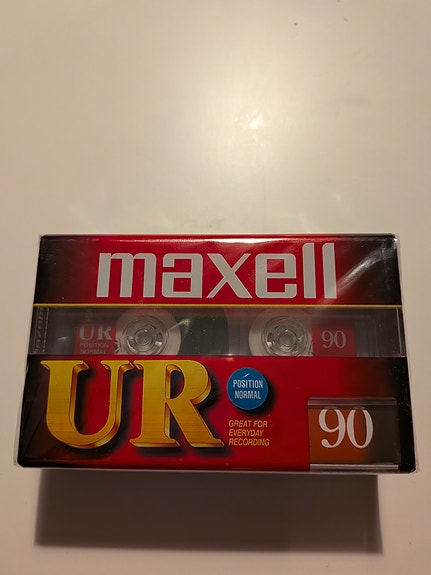 maxell
UR
POSITION
NORMAL
90
UR
POSITION
NORMAL
GREAT FOR
EVERYDAY
RECORDING
90